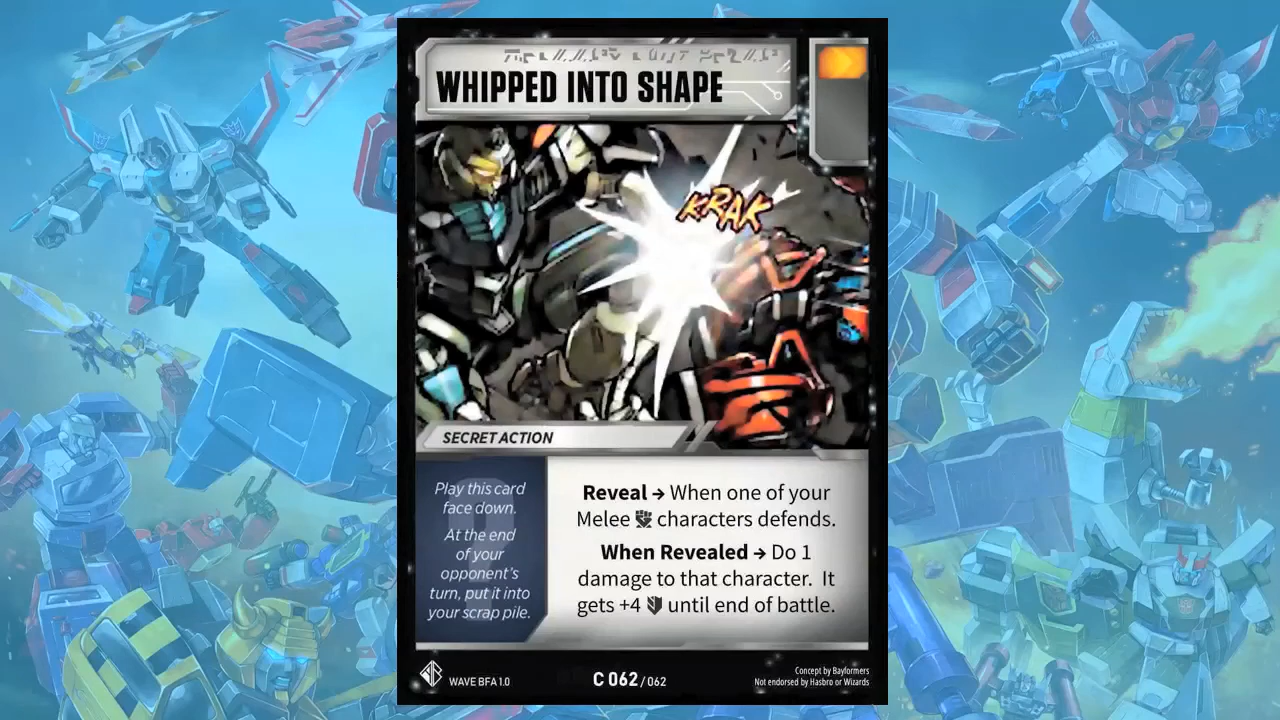 WHIPPED INTO SHAPE
KRAK
SECRET ACTION
Play this card
face down.
At the end
of your
opponent's
turn, put it into
your scrap pile.
Reveal → When one of your
Melee characters defends.
When Revealed → Do 1
damage to that character. It
gets +4 until end of battle.
WAVE BFA 1.0
C 062/062
Concept by Bayformers
Not endorsed by Hasbro or Wizards